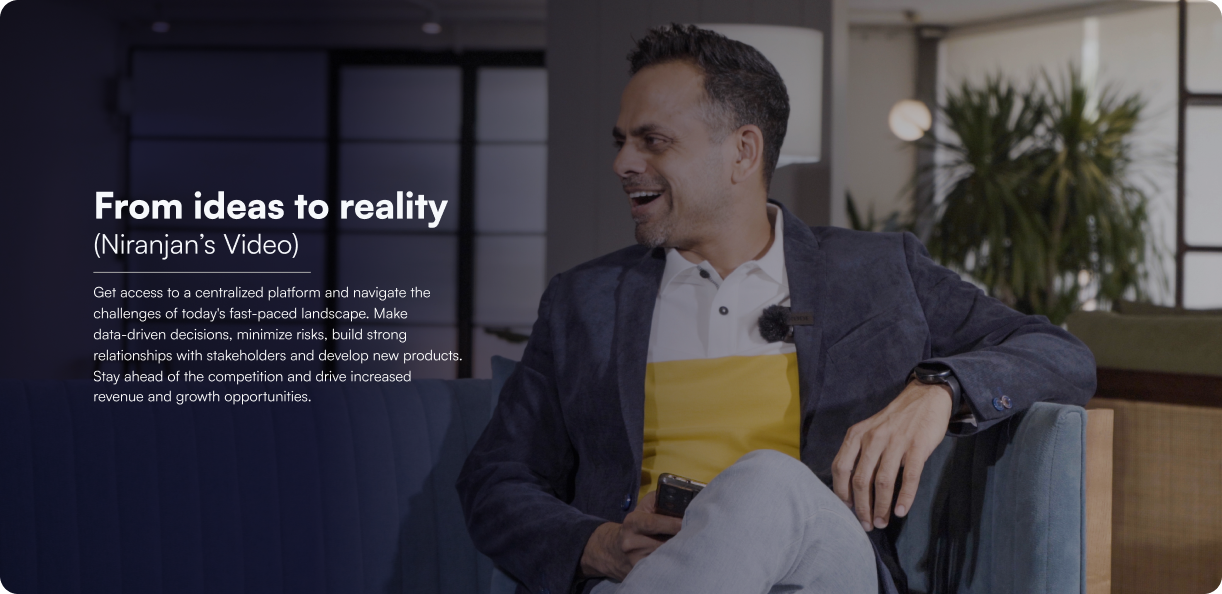 From ideas to reality
(Niranjan’s Video)
Get access to a centralized platform and navigate the
challenges of today's fast-paced landscape. Make
data-driven decisions, minimize risks, build strong
relationships with stakeholders and develop new products.
Stay ahead of the competition and drive increased
revenue and growth opportunities.